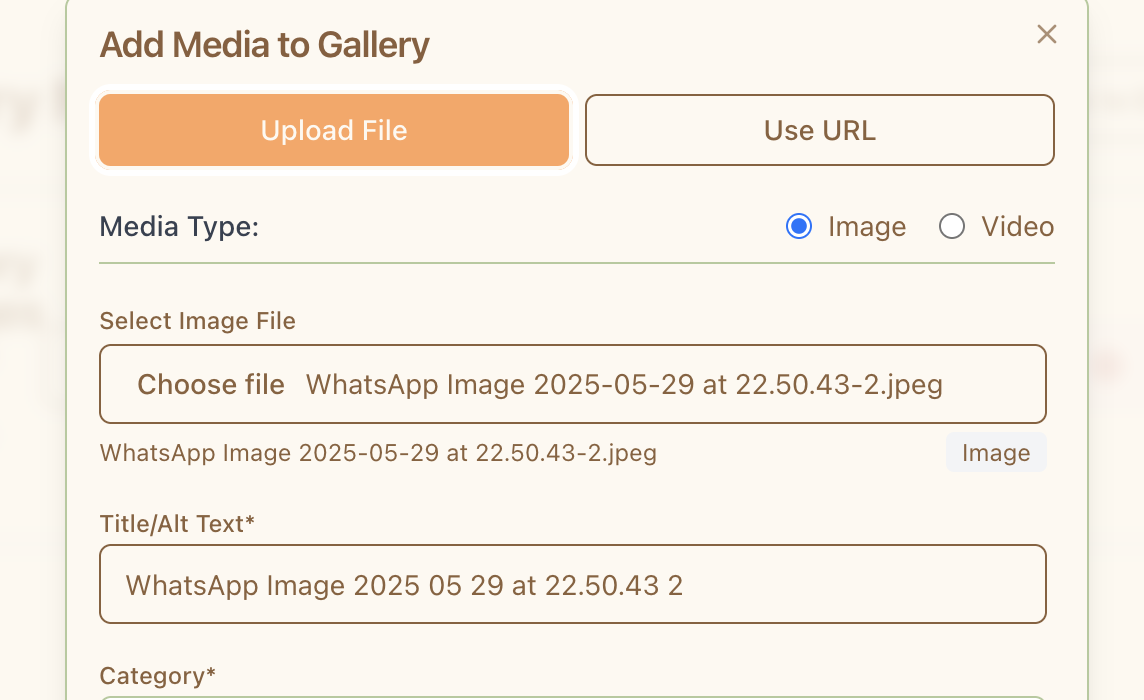 Add Media to Gallery
Upload File
Use URL
Media Type:
Image
Video
Select Image File
Choose file WhatsApp Image 2025-05-29 at 22.50.43-2.jpeg
WhatsApp Image 2025-05-29 at 22.50.43-2.jpeg
Image
Title/Alt Text*
WhatsApp Image 2025 05 29 at 22.50.43 2
Category*